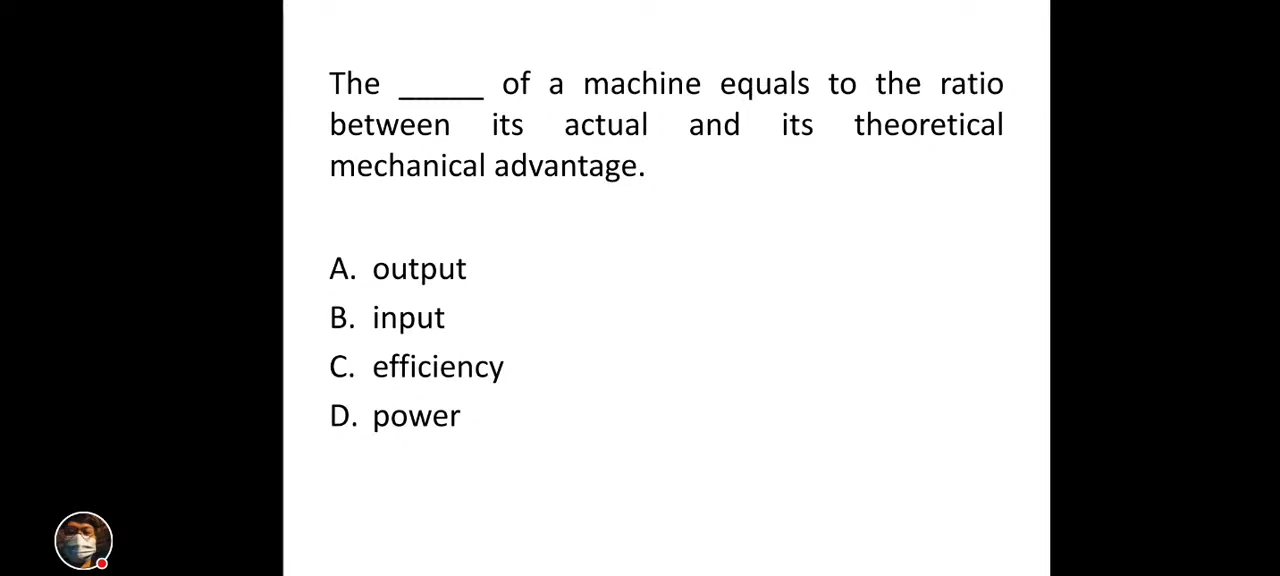 The _____ of a machine equals to the ratio
between its actual and its theoretical
mechanical advantage.
A. output
B. input
C. efficiency
D. power